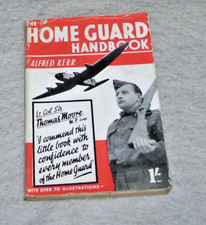 THE
HOME GUARD
HANDBOOK
ALFRED KERR
Lt. Col. Sir
Thomas Moore
M.P. says
"I commend this
little book with
confidence to
every member
of the Home Guard"
1/-
WITH OVER 70 ILLUSTRATIONS